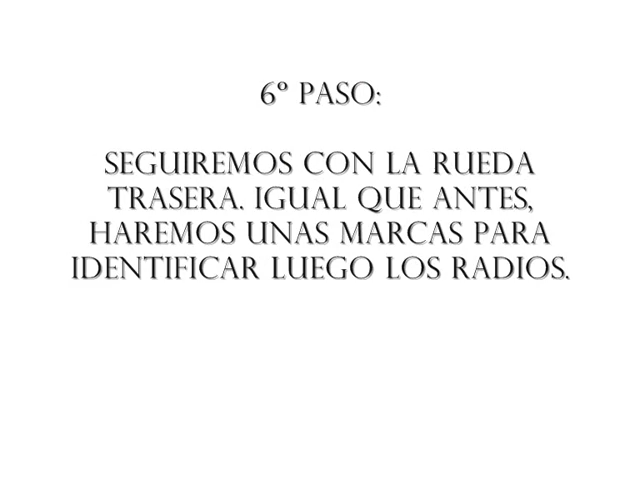 6º PASO:
SEGUIREMOS CON LA RUEDA
TRASERA. IGUAL QUE ANTES,
HAREMOS UNAS MARCAS PARA
IDENTIFICAR LUEGO LOS RADIOS.